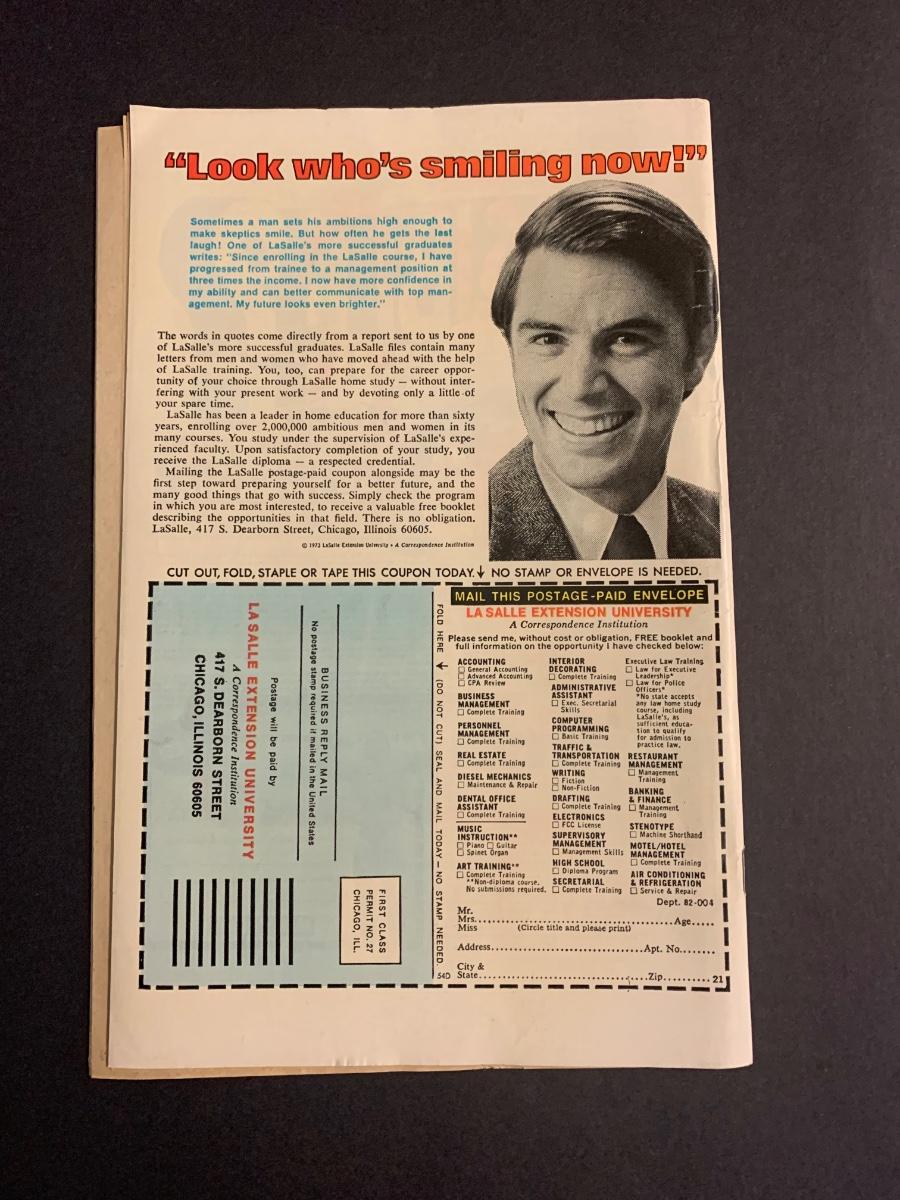 “Look who's smiling now!”
Sometimes a man sets his ambitions high enough to
make skeptics smile. But how often he gets the last
laugh! One of LaSalle's more successful graduates
writes: "Since enrolling in the LaSalle course, I have
progressed from trainee to a management position at
three times the income. I now have more confidence in
my ability and can better communicate with top man-
agement. My future looks even brighter."
The words in quotes come directly from a report sent to us by one
of LaSalle's more successful graduates. LaSalle files contain many
letters from men and women who have moved ahead with the help
of LaSalle training. You, too, can prepare for the career oppor-
tunity of your choice through LaSalle home study — without inter-
fering with your present work — and by devoting only a little of
your spare time.
LaSalle has been a leader in home education for more than sixty
years, enrolling over 2,000,000 ambitious men and women in its
many courses. You study under the supervision of LaSalle's expe-
rienced faculty. Upon satisfactory completion of your study, you
receive the LaSalle diploma — a respected credential.
Mailing the LaSalle postage-paid coupon alongside may be the
first step toward preparing yourself for a better future, and the
many good things that go with success. Simply check the program
in which you are most interested, to receive a valuable free booklet
describing the opportunities in that field. There is no obligation.
LaSalle, 417 S. Dearborn Street, Chicago, Illinois 60605.
© 1973 LaSalle Extension University • A Correspondence Institution
CUT OUT, FOLD, STAPLE OR TAPE THIS COUPON TODAY. ↓ NO STAMP OR ENVELOPE IS NEEDED.
FIRST CLASS
PERMIT NO. 27
CHICAGO, ILL.
BUSINESS REPLY MAIL
No postage stamp required if mailed in the United States
Postage will be paid by
LA SALLE EXTENSION UNIVERSITY
A Correspondence Institution
417 S. DEARBORN STREET
CHICAGO, ILLINOIS 60605
FOLD HERE (DO NOT CUT) SEAL AND MAIL TODAY — NO STAMP NEEDED.
54D
MAIL THIS POSTAGE-PAID ENVELOPE
LA SALLE EXTENSION UNIVERSITY
A Correspondence Institution
Please send me, without cost or obligation, FREE booklet and
full information on the opportunity I have checked below:
ACCOUNTING
☐ General Accounting
☐ Advanced Accounting
☐ CPA Review
BUSINESS
MANAGEMENT
☐ Complete Training
PERSONNEL
MANAGEMENT
☐ Complete Training
REAL ESTATE
☐ Complete Training
DIESEL MECHANICS
☐ Maintenance & Repair
DENTAL OFFICE
ASSISTANT
☐ Complete Training
MUSIC
INSTRUCTION**
☐ Piano ☐ Guitar
☐ Spinet Organ
ART TRAINING**
☐ Complete Training
**Non-diploma course.
No submissions required.
INTERIOR
DECORATING
☐ Complete Training
ADMINISTRATIVE
ASSISTANT
☐ Exec. Secretarial
Skills
COMPUTER
PROGRAMMING
☐ Basic Training
TRAFFIC &
TRANSPORTATION
☐ Complete Training
WRITING
☐ Fiction
☐ Non-Fiction
DRAFTING
☐ Complete Training
ELECTRONICS
☐ FCC License
SUPERVISORY
MANAGEMENT
☐ Management Skills
HIGH SCHOOL
☐ Diploma Program
SECRETARIAL
☐ Complete Training
Executive Law Training
☐ Law for Executive
Leadership*
☐ Law for Police
Officers*
*No state accepts
any law home study
course, including
LaSalle's, as
sufficient educa-
tion to qualify
for admission to
practice law.
RESTAURANT
MANAGEMENT
☐ Management
Training
BANKING
& FINANCE
☐ Management
Training
STENOTYPE
☐ Machine Shorthand
MOTEL/HOTEL
MANAGEMENT
☐ Complete Training
AIR CONDITIONING
& REFRIGERATION
☐ Service & Repair
Dept. 82-004
Mr.
Mrs. Age
Miss (Circle title and please print)
Address Apt. No.
City &
State Zip 21